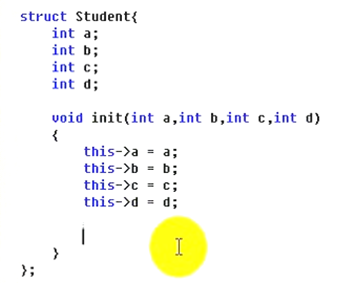 struct Student{
    int a;
    int b;
    int c;
    int d;
    void init(int a,int b,int c,int d)
    {
        this->a = a;
        this->b = b;
        this->c = c;
        this->d = d;
    }
};